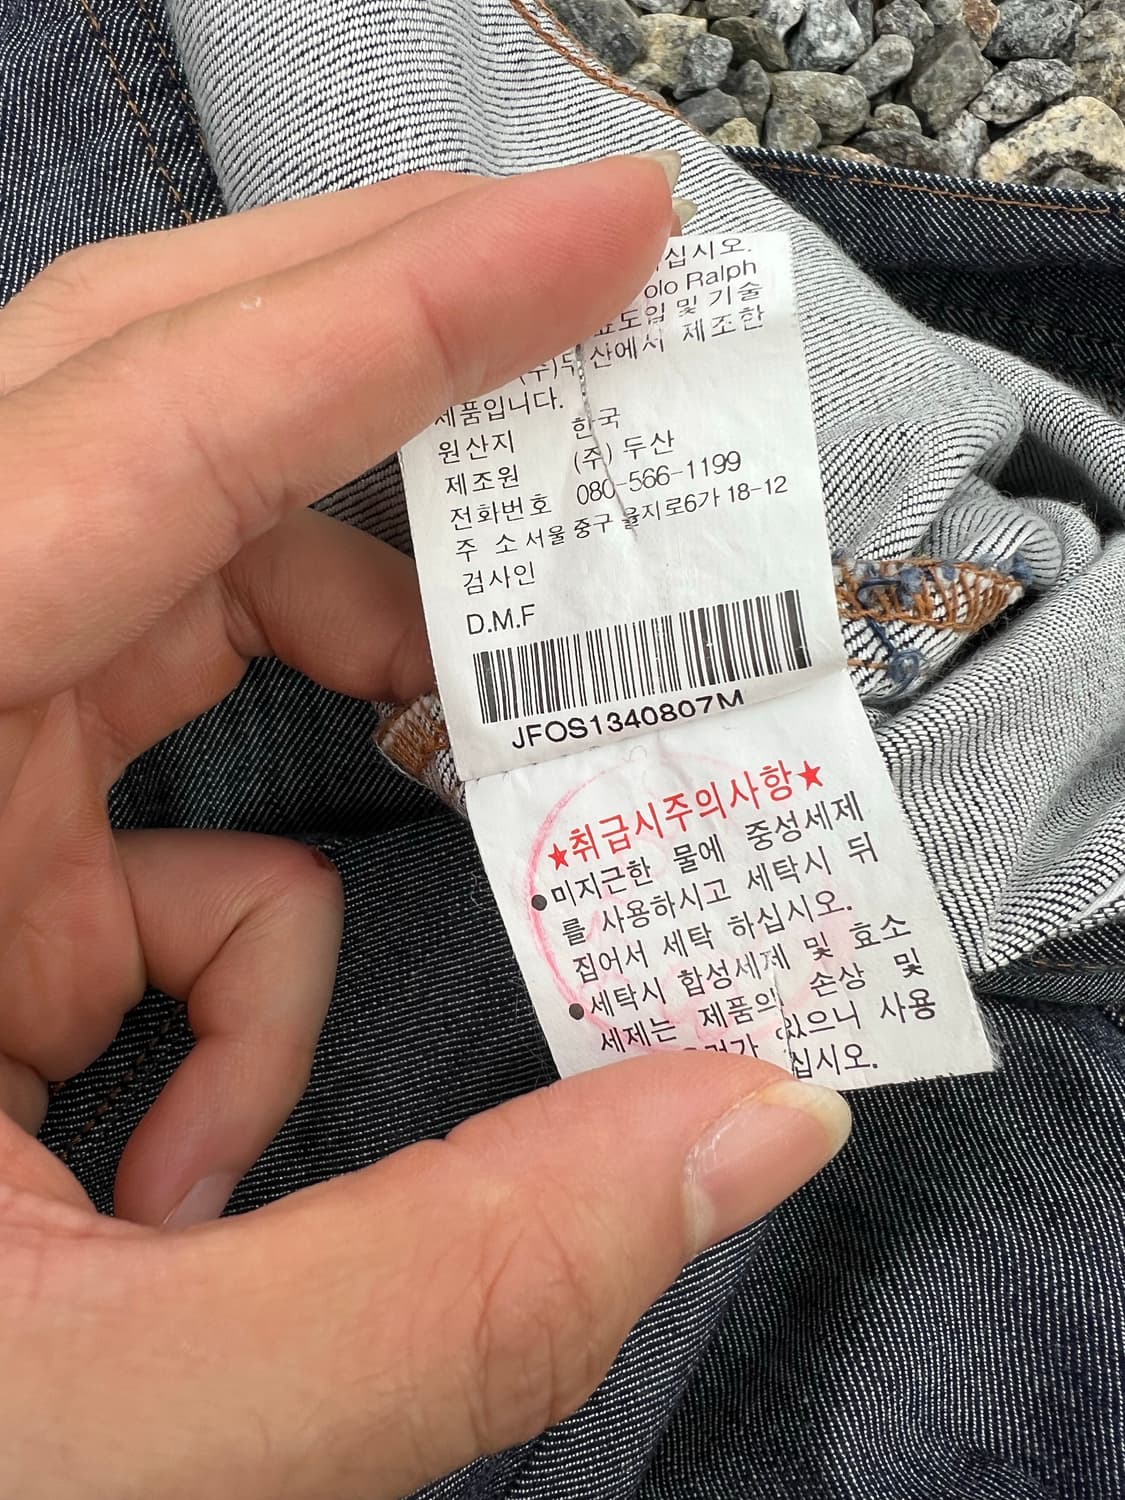 십시오.
olo Ralph
도입 및 기술
(주)두산에서 제조한
제품입니다.
원산지 한국
제조원 (주) 두산
전화번호 080-566-1199
주 소 서울 중구 을지로6가 18-12
검사인
D.M.F
JFOS1340807M
★취급시주의사항★
●미지근한 물에 중성세제
를 사용하시고 세탁시 뒤
집어서 세탁 하십시오.
●세탁시 합성세제 및 효소
세제는 제품의 손상 및
있으니 사용
십시오.